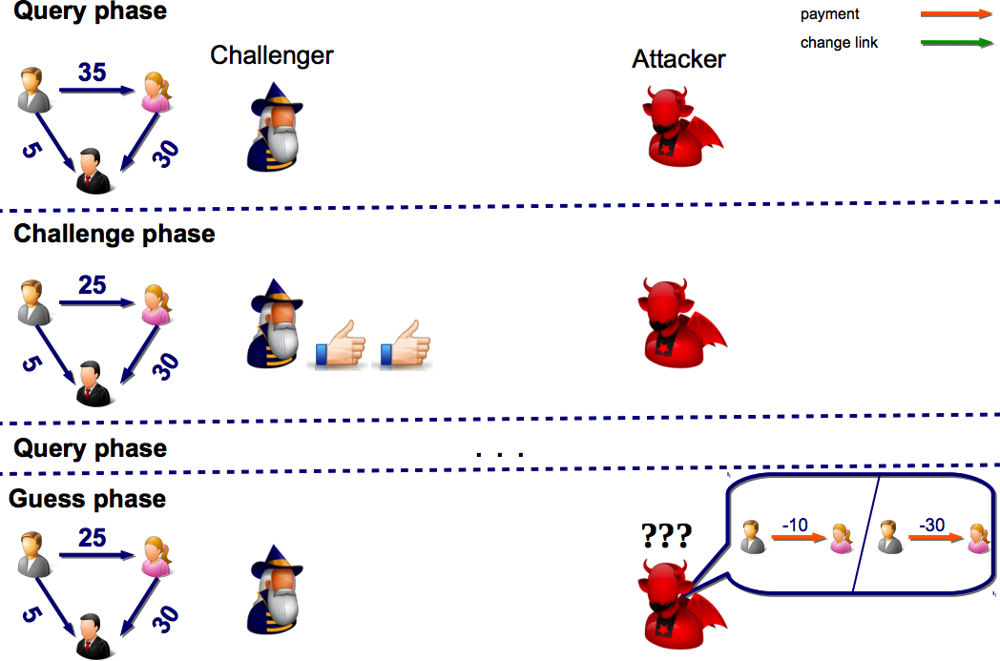 Query phase
payment
change link
Challenger
Attacker
35
5
30
Challenge phase
25
5
30
Query phase
. . .
Guess phase
25
5
30
???
-10
-30